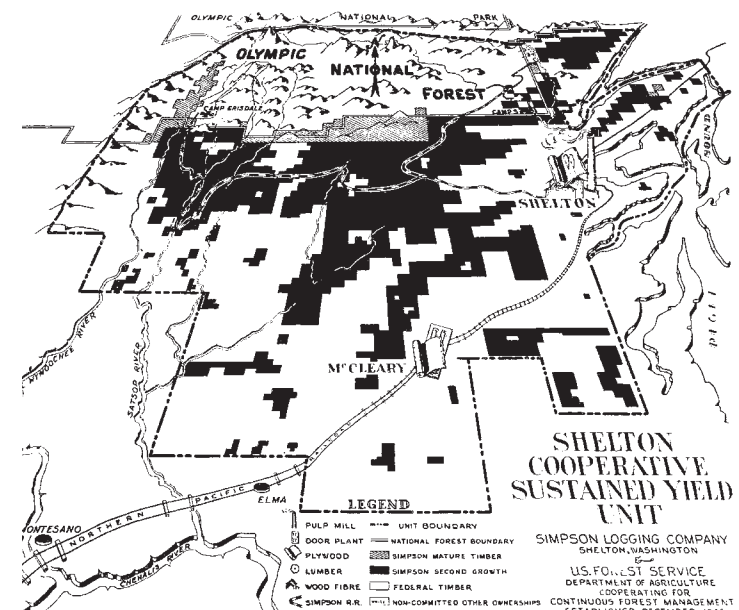 OLYMPIC NATIONAL PARK
OLYMPIC
NATIONAL
FOREST
CAMP GRISDALE
SHELTON
SOUND
PUGET
WYNOOCHEE RIVER
SATSOP RIVER
McCLEARY
NORTHERN PACIFIC
ELMA
ONTESANO
CHEHALIS RIVER
LEGEND
PULP MILL
DOOR PLANT
PLYWOOD
LUMBER
WOOD FIBRE
SIMPSON R.R.
UNIT BOUNDARY
NATIONAL FOREST BOUNDARY
SIMPSON MATURE TIMBER
SIMPSON SECOND GROWTH
FEDERAL TIMBER
NON-COMMITTED OTHER OWNERSHIPS
SHELTON
COOPERATIVE
SUSTAINED YIELD
UNIT
SIMPSON LOGGING COMPANY
SHELTON, WASHINGTON
&
U.S. FOREST SERVICE
DEPARTMENT OF AGRICULTURE
COOPERATING FOR
CONTINUOUS FOREST MANAGEMENT